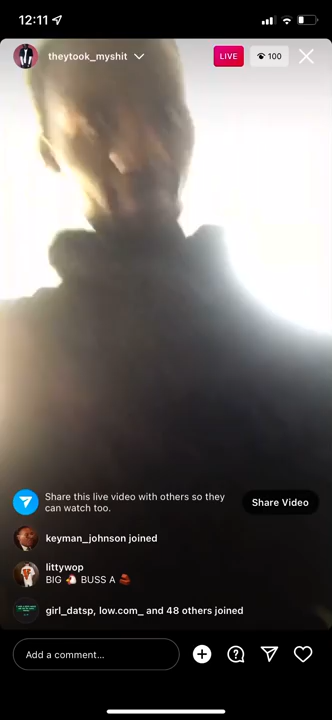 12:11
theytook_myshit
LIVE
100
Share this live video with others so they
can watch too.
Share Video
keyman_johnson joined
littywop
BIG 🐴 BUSS A 💩
girl_datsp, low.com_ and 48 others joined
Add a comment...